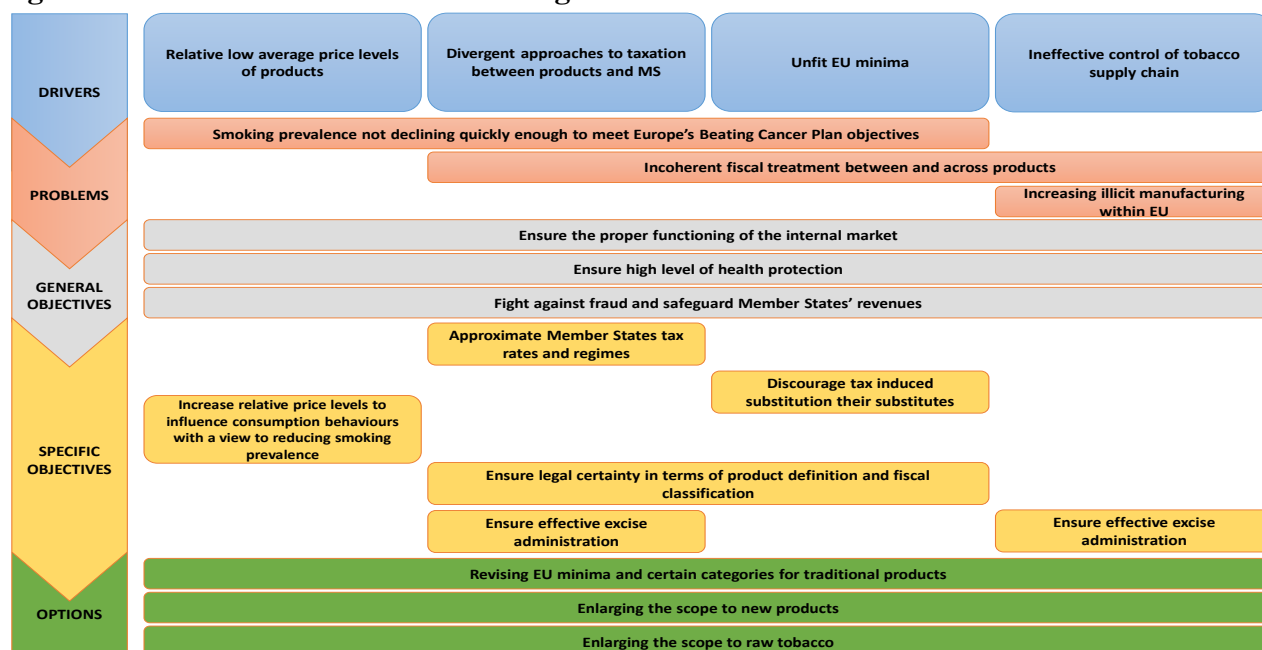 DRIVERS
Relative low average price levels
of products
Divergent approaches to taxation
between products and MS
Unfit EU minima
Ineffective control of tobacco
supply chain
PROBLEMS
Smoking prevalence not declining quickly enough to meet Europe's Beating Cancer Plan objectives
Incoherent fiscal treatment between and across products
Increasing illicit manufacturing
within EU
GENERAL
OBJECTIVES
Ensure the proper functioning of the internal market
Ensure high level of health protection
Fight against fraud and safeguard Member States' revenues
SPECIFIC
OBJECTIVES
Approximate Member States tax
rates and regimes
Discourage tax induced
substitution their substitutes
Increase relative price levels to
influence consumption behaviours
with a view to reducing smoking
prevalence
Ensure legal certainty in terms of product definition and fiscal
classification
Ensure effective excise
administration
Ensure effective excise
administration
OPTIONS
Revising EU minima and certain categories for traditional products
Enlarging the scope to new products
Enlarging the scope to raw tobacco